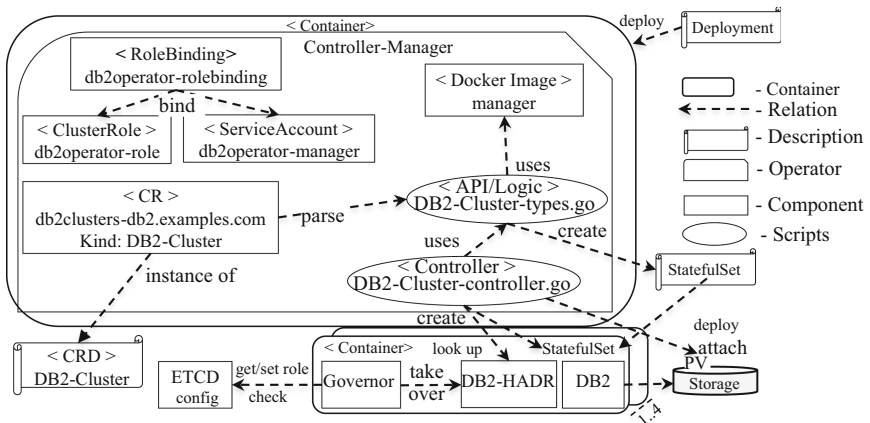 < Container>
Controller-Manager
deploy
Deployment
< RoleBinding>
db2operator-rolebinding
bind
< ClusterRole >
db2operator-role
< ServiceAccount >
db2operator-manager
< Docker Image >
manager
uses
- Container
- Relation
- Description
- Operator
- Component
- Scripts
< CR >
db2clusters-db2.examples.com
Kind: DB2-Cluster
parse
< API/Logic >
DB2-Cluster-types.go
uses
create
StatefulSet
instance of
< Controller >
DB2-Cluster-controller.go
create
< CRD >
DB2-Cluster
deploy
attach
< Container>
look up
StatefulSet
PV
Storage
ETCD
config
get/set role
check
Governor
take
over
DB2-HADR
DB2
1..4